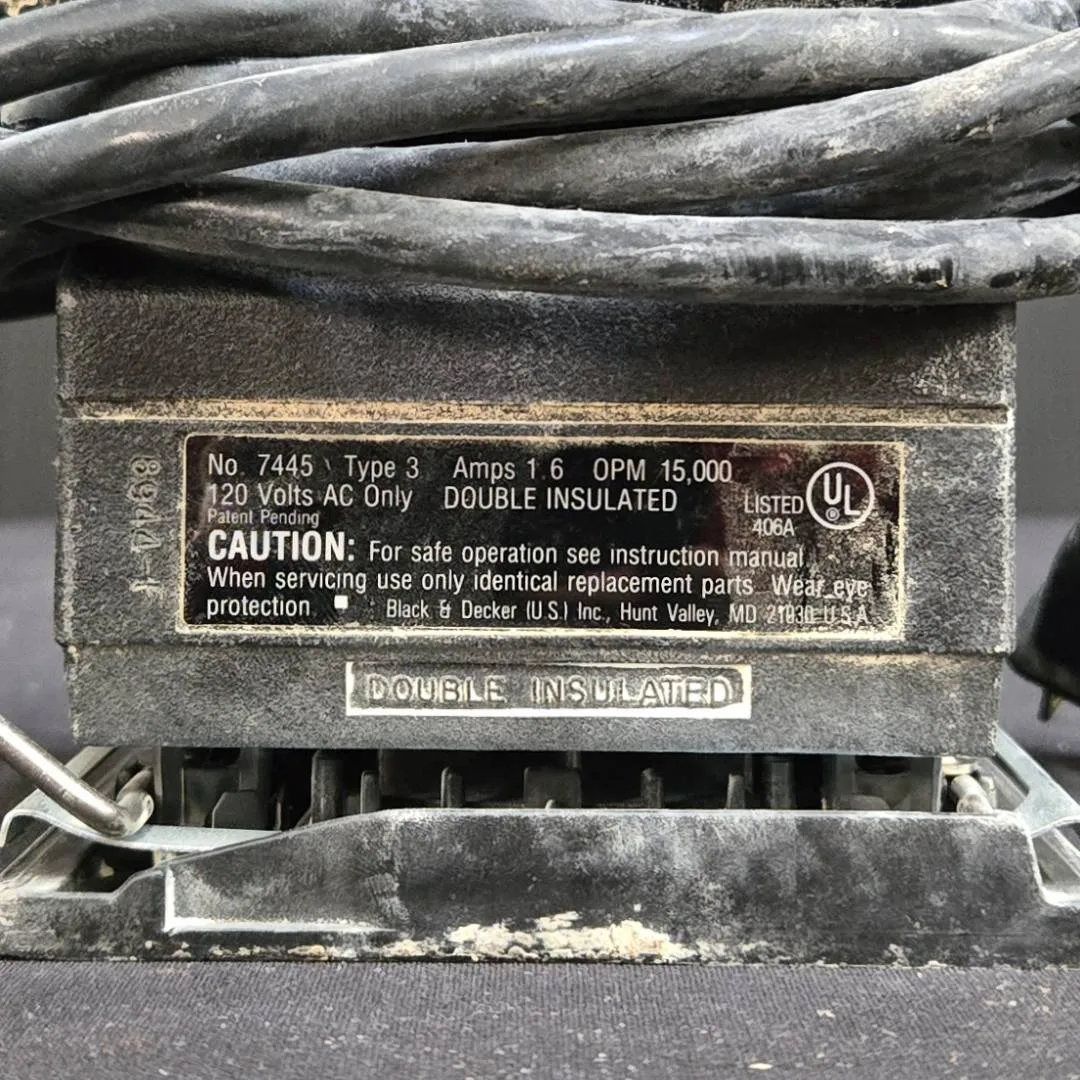 No. 7445 Type 3 Amps 1.6 OPM 15,000
120 Volts AC Only DOUBLE INSULATED
Patent Pending
LISTED UL ®
406A
CAUTION: For safe operation see instruction manual
When servicing use only identical replacement parts Wear eye
protection Black & Decker (U.S.) Inc., Hunt Valley, MD 21030 U.S.A
DOUBLE INSULATED